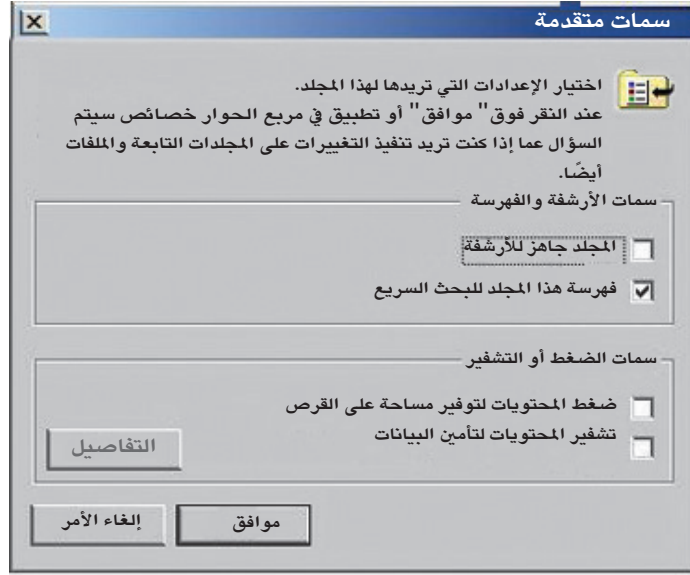 سمات متقدمة
اختيار الإعدادات التي تريدها لهذا المجلد.
عند النقر فوق" موافق" أو تطبيق في مربع الحوار خصائص سيتم
السؤال عما إذا كنت تريد تنفيذ التغييرات على المجلدات التابعة والملفات
أيضًا.
سمات الأرشفة والفهرسة
المجلد جاهز للأرشفة
فهرسة هذا المجلد للبحث السريع
سمات الضغط أو التشفير
ضغط المحتويات لتوفير مساحة على القرص
تشفير المحتويات لتأمين البيانات
التفاصيل
موافق
إلغاء الأمر